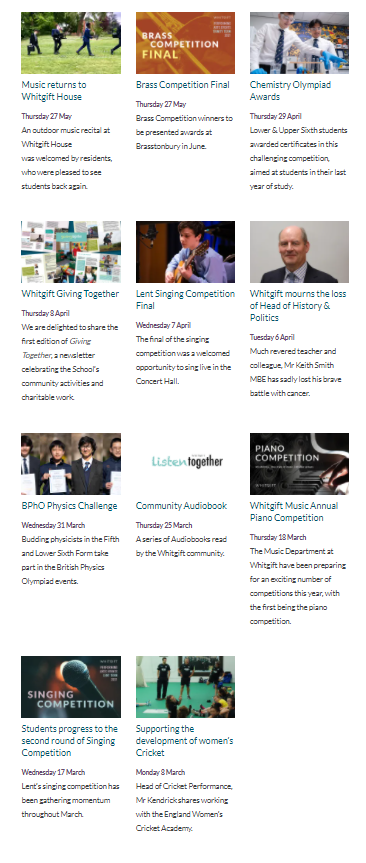 BRASS
COMPETITION
FINAL
Music returns to
Whitgift House
Thursday 27 May
An outdoor music recital at
Whitgift House
was welcomed by residents,
who were pleased to see
students back again.
Brass Competition Final
Thursday 27 May
Brass Competition winners to
be presented awards at
Brasstonbury in June.
Chemistry Olympiad
Awards
Thursday 29 April
Lower & Upper Sixth students
awarded certificates in this
challenging competition,
aimed at students in their last
year of study.
Whitgift Giving Together
Thursday 8 April
We are delighted to share the
first edition of Giving
Together, a newsletter
celebrating the School's
community activities and
charitable work.
Lent Singing Competition
Final
Wednesday 7 April
The final of the singing
competition was a welcomed
opportunity to sing live in the
Concert Hall.
Whitgift mourns the loss
of Head of History &
Politics
Tuesday 6 April
Much revered teacher and
colleague, Mr Keith Smith
MBE has sadly lost his brave
battle with cancer.
Listen together
PIANO
COMPETITION
WHITGIFT
BPhO Physics Challenge
Wednesday 31 March
Budding physicists in the Fifth
and Lower Sixth Form take
part in the British Physics
Olympiad events.
Community Audiobook
Thursday 25 March
A series of Audiobooks read
by the Whitgift community.
Whitgift Music Annual
Piano Competition
Thursday 18 March
The Music Department at
Whitgift have been preparing
for an exciting number of
competitions this year, with
the first being the piano
competition.
SINGING
COMPETITION
Students progress to the
second round of Singing
Competition
Wednesday 17 March
Lent's singing competition has
been gathering momentum
throughout March.
Supporting the
development of women's
Cricket
Monday 8 March
Head of Cricket Performance,
Mr Kendrick shares working
with the England Women's
Cricket Academy.